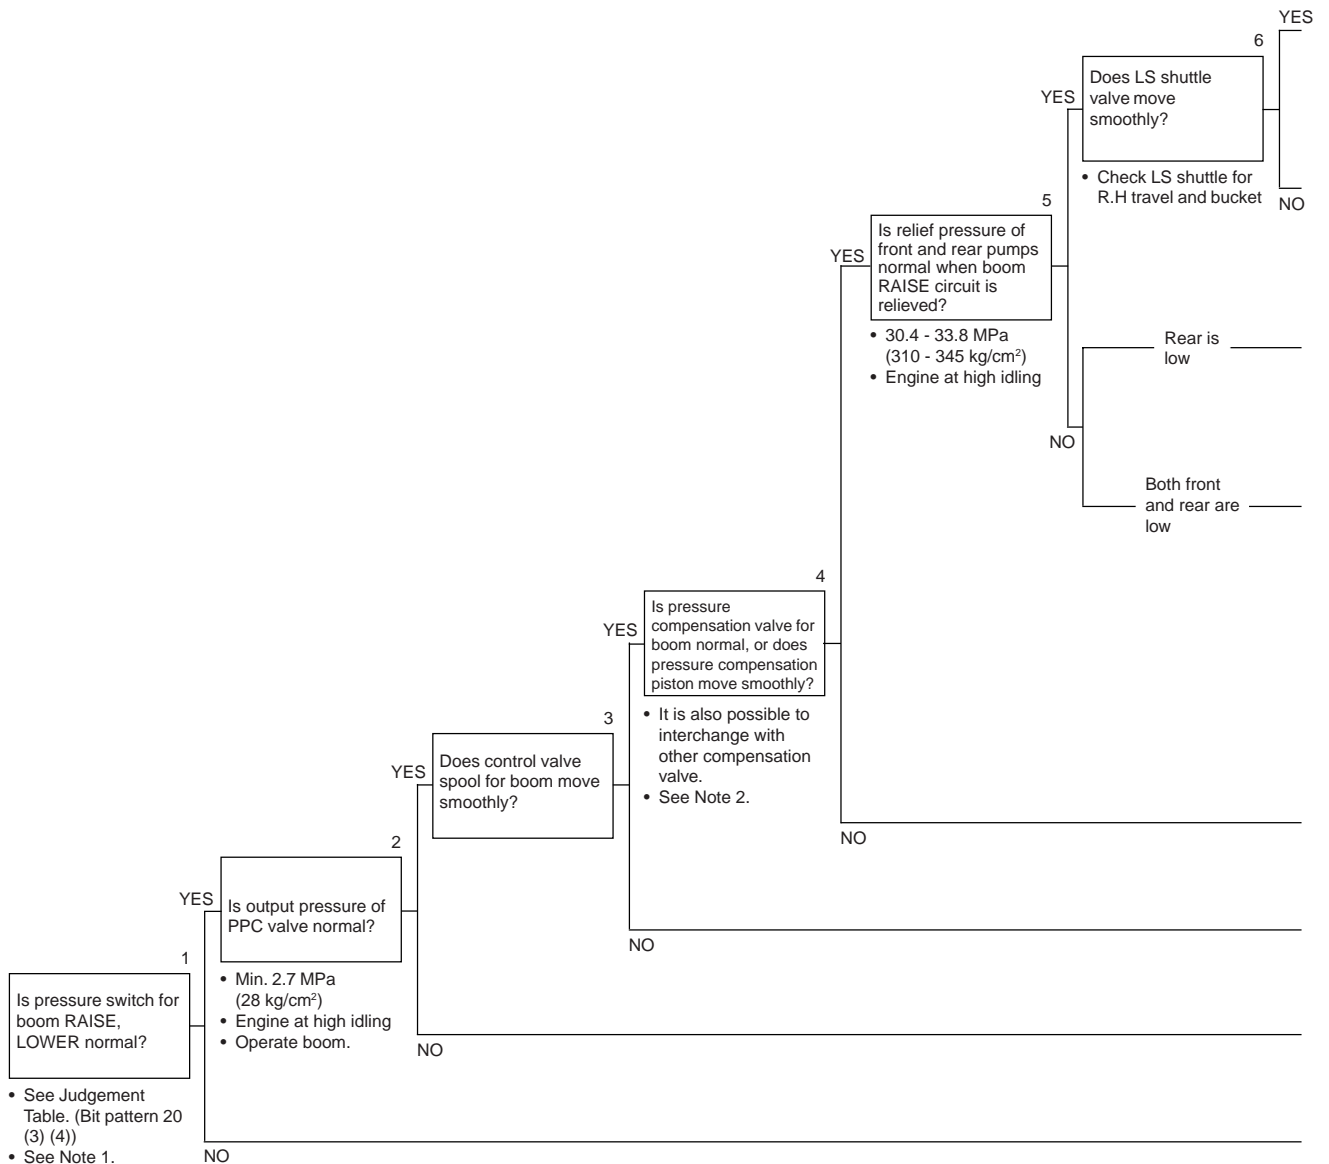 YES
6
Does LS shuttle
valve move
smoothly?
YES
• Check LS shuttle for
R.H travel and bucket
NO
5
Is relief pressure of
front and rear pumps
normal when boom
RAISE circuit is
relieved?
YES
• 30.4 - 33.8 MPa
(310 - 345 kg/cm²)
• Engine at high idling
Rear is
low
NO
Both front
and rear are
low
4
Is pressure
compensation valve for
boom normal, or does
pressure compensation
piston move smoothly?
YES
• It is also possible to
interchange with
other compensation
valve.
• See Note 2.
NO
3
Does control valve
spool for boom move
smoothly?
YES
NO
2
Is output pressure of
PPC valve normal?
YES
• Min. 2.7 MPa
(28 kg/cm²)
• Engine at high idling
• Operate boom.
NO
1
Is pressure switch for
boom RAISE,
LOWER normal?
• See Judgement
Table. (Bit pattern 20
(3) (4))
• See Note 1.
NO